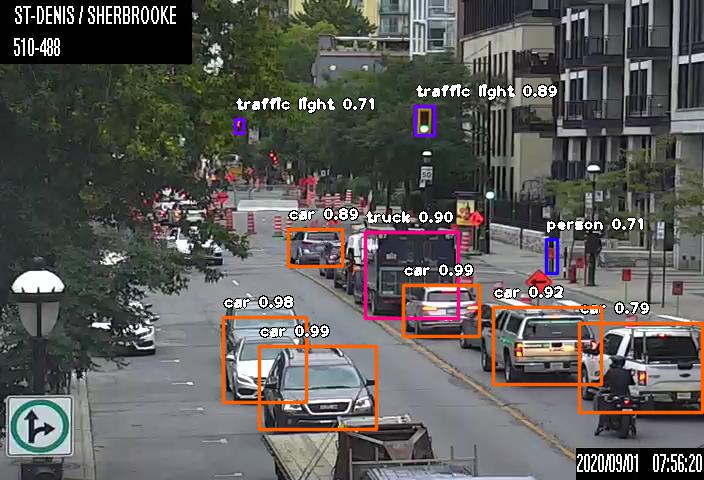 ST-DENIS / SHERBROOKE
510-488
traffic light 0.71
traffic light 0.89
car 0.89
truck 0.90
person 0.71
car 0.99
car 0.92
car 0.98
car 0.79
car 0.99
50
2020/09/01 07:56:20